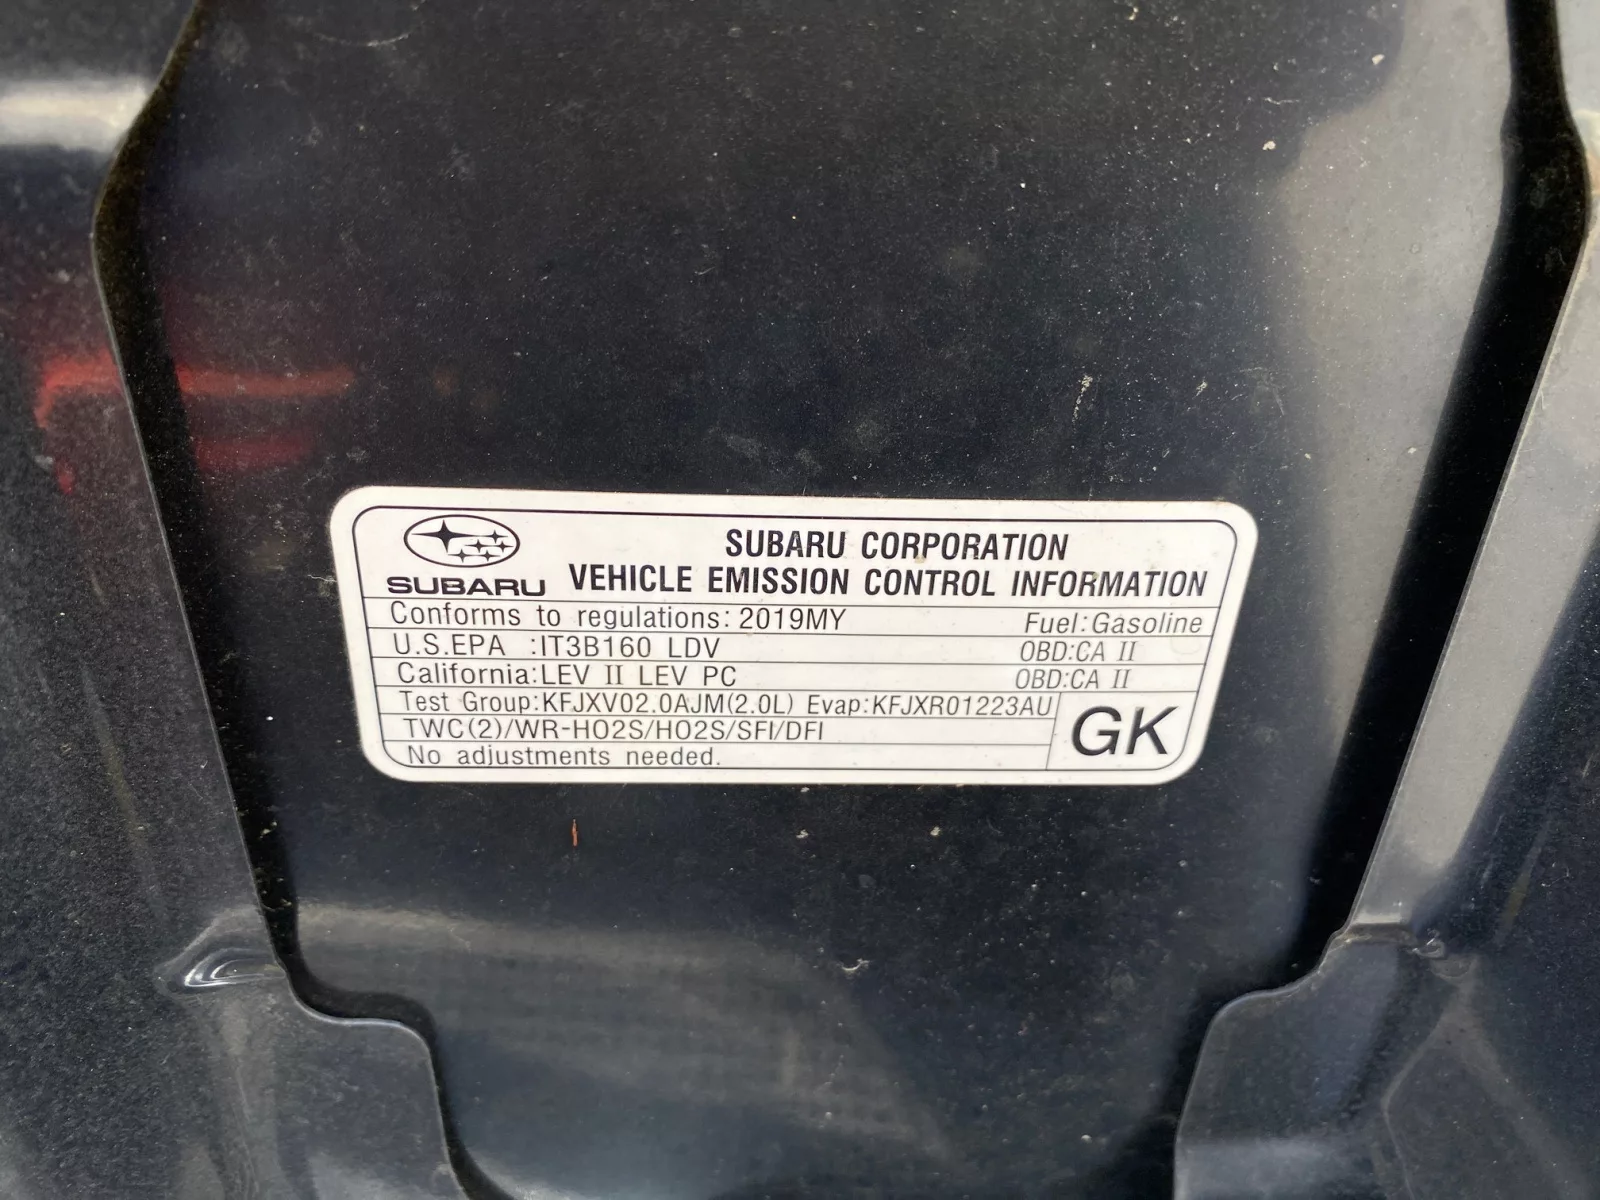 SUBARU CORPORATION
SUBARU VEHICLE EMISSION CONTROL INFORMATION
Conforms to regulations: 2019MY Fuel:Gasoline
U.S.EPA :IT3B160 LDV OBD:CA II
California:LEV II LEV PC OBD:CA II
Test Group:KFJXV02.0AJM(2.0L) Evap:KFJXR01223AU
TWC(2)/WR-HO2S/HO2S/SFI/DFI
GK
No adjustments needed.